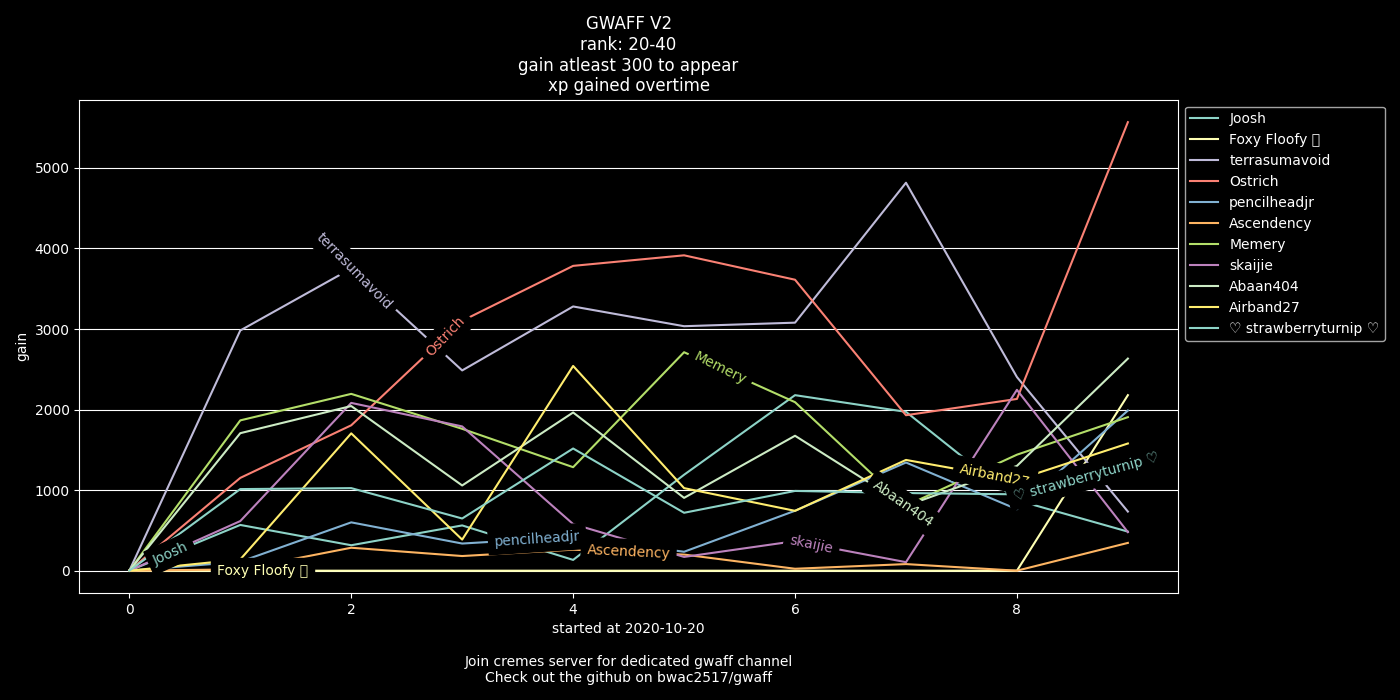 GWAFF V2
rank: 20-40
gain atleast 300 to appear
xp gained overtime
gain
5000
4000
3000
2000
1000
0
0 2 4 6 8
terrasumavoid
Ostrich
Memery
Airband27
♡ strawberryturnip ♡
Abaan404
skaijie
pencilheadjr
Ascendency
Joosh
Foxy Floofy
Joosh
Foxy Floofy
terrasumavoid
Ostrich
pencilheadjr
Ascendency
Memery
skaijie
Abaan404
Airband27
♡ strawberryturnip ♡
started at 2020-10-20
Join cremes server for dedicated gwaff channel
Check out the github on bwac2517/gwaff